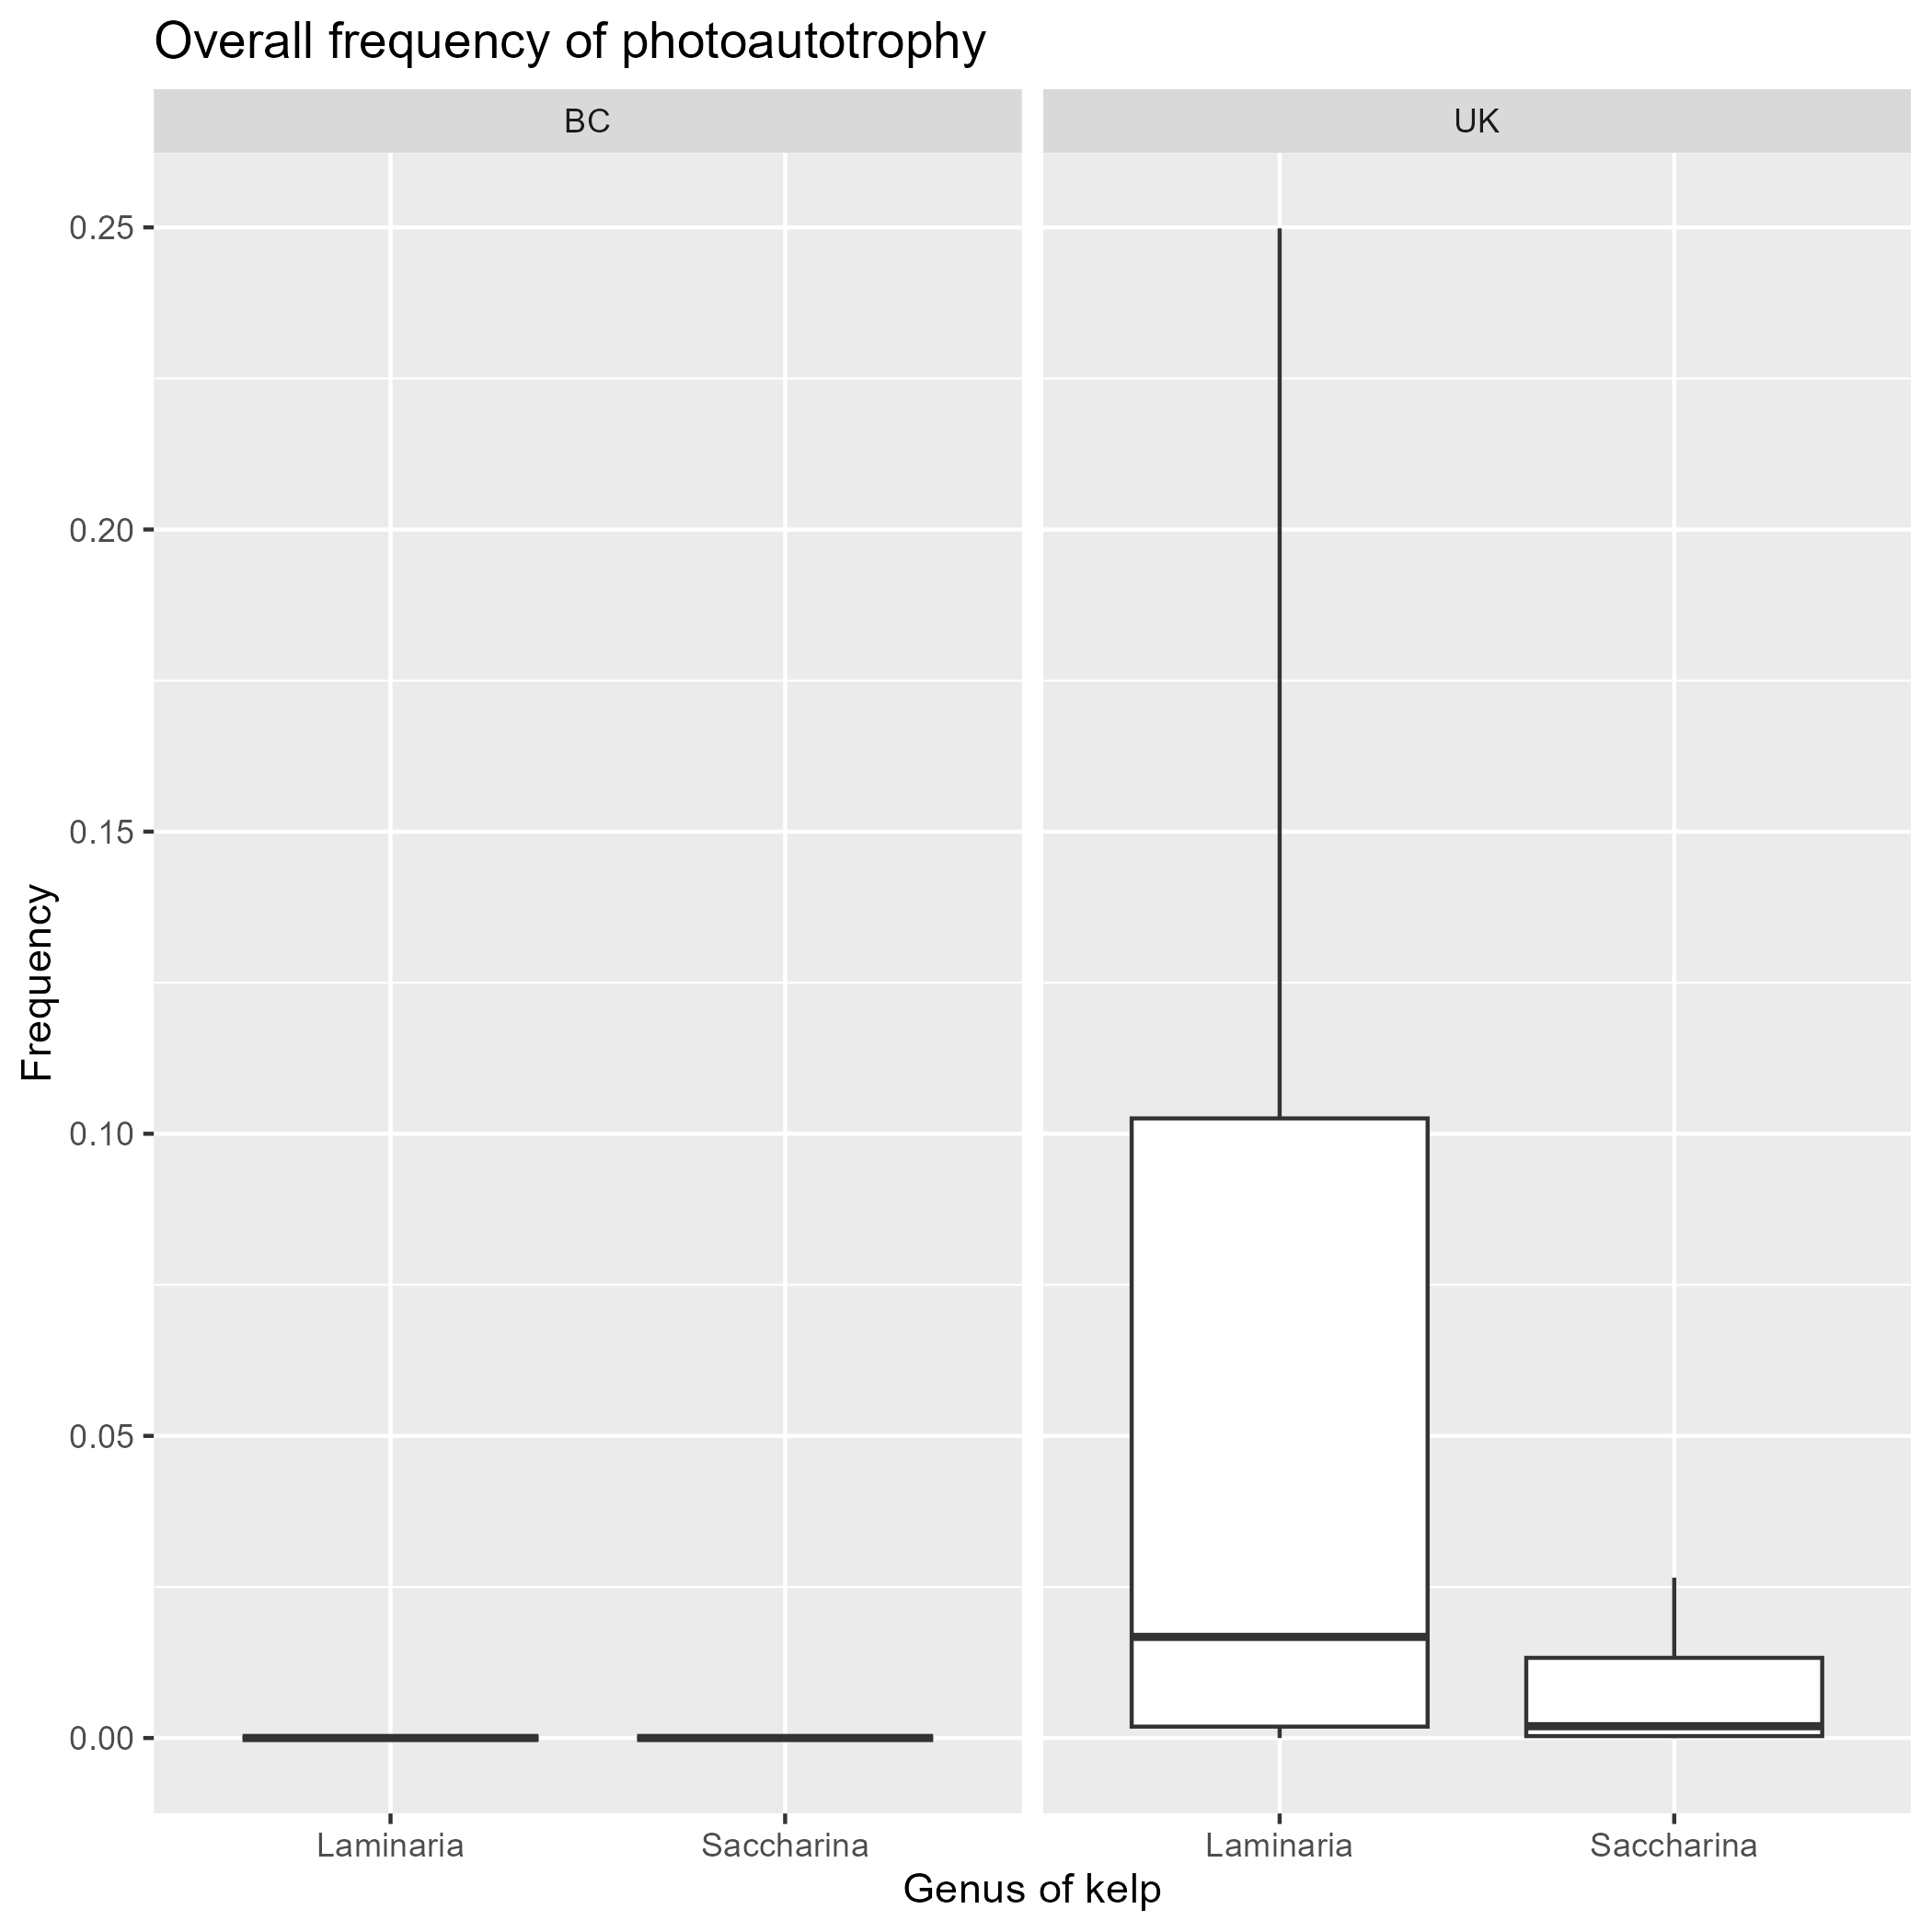 Overall frequency of photoautotrophy
BC
UK
0.25
0.20
0.15
0.10
0.05
0.00
Frequency
Laminaria
Saccharina
Laminaria
Saccharina
Genus of kelp